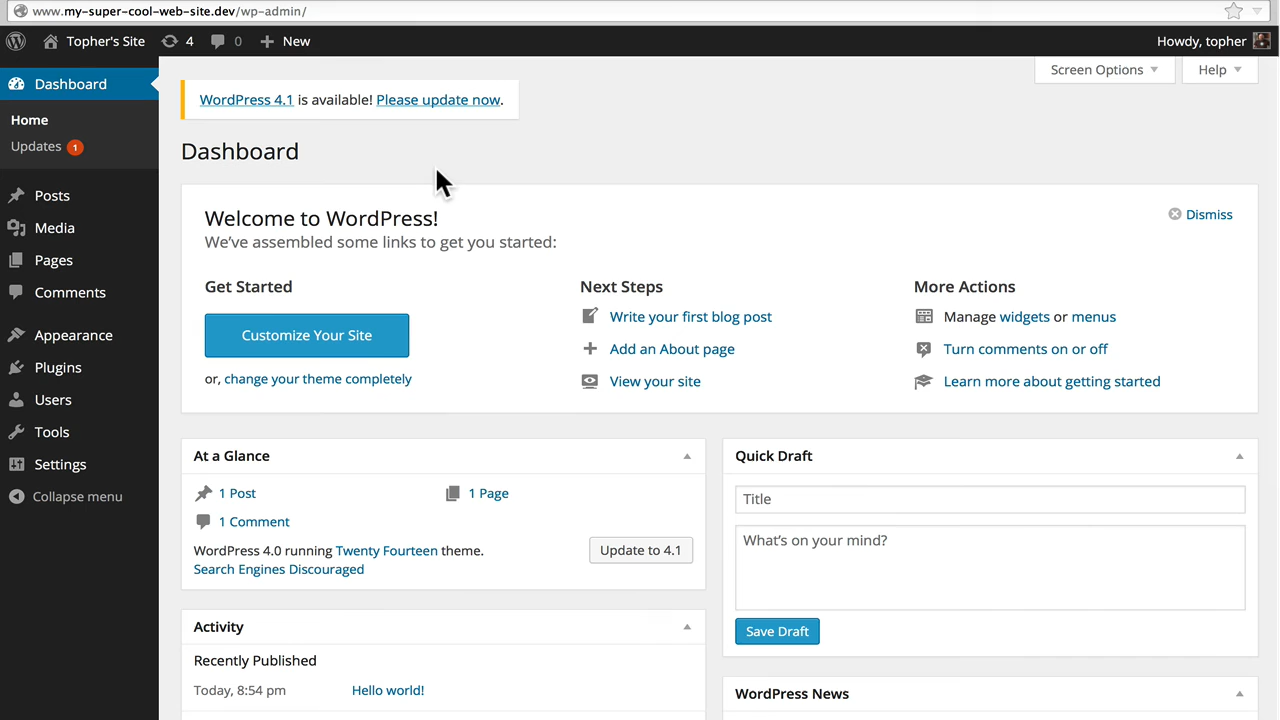 www.my-super-cool-web-site.dev/wp-admin/
Topher's Site 4 0 New Howdy, topher
Screen Options Help
Dashboard
Home
Updates 1
Posts
Media
Pages
Comments
Appearance
Plugins
Users
Tools
Settings
Collapse menu
WordPress 4.1 is available! Please update now.
Dashboard
Welcome to WordPress!
We've assembled some links to get you started:
Dismiss
Get Started
Customize Your Site
or, change your theme completely
Next Steps
Write your first blog post
Add an About page
View your site
More Actions
Manage widgets or menus
Turn comments on or off
Learn more about getting started
At a Glance
1 Post 1 Page
1 Comment
WordPress 4.0 running Twenty Fourteen theme.
Update to 4.1
Search Engines Discouraged
Activity
Recently Published
Today, 8:54 pm Hello world!
Quick Draft
Title
What's on your mind?
Save Draft
WordPress News